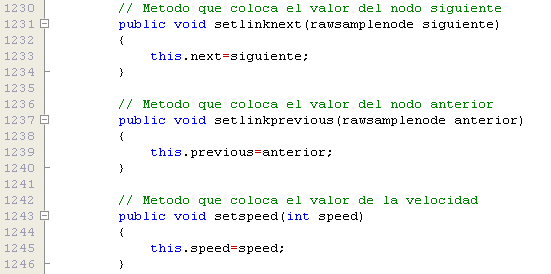 1230 // Metodo que coloca el valor del nodo siguiente
1231 public void setlinknext(rawsamplenode siguiente)
1232 {
1233 this.next=siguiente;
1234 }
1235
1236 // Metodo que coloca el valor del nodo anterior
1237 public void setlinkprevious(rawsamplenode anterior)
1238 {
1239 this.previous=anterior;
1240 }
1241
1242 // Metodo que coloca el valor de la velocidad
1243 public void setspeed(int speed)
1244 {
1245 this.speed=speed;
1246 }